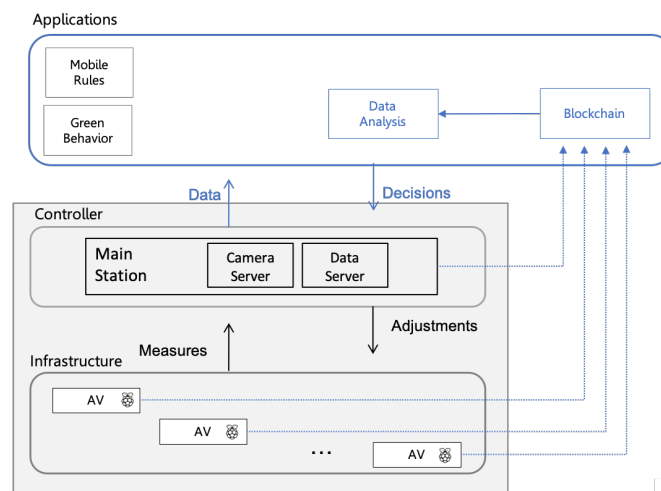 Applications
Mobile
Rules
Green
Behavior
Data
Analysis
Blockchain
Data
Decisions
Controller
Main
Station
Camera
Server
Data
Server
Measures
Adjustments
Infrastructure
AV
AV
...
AV